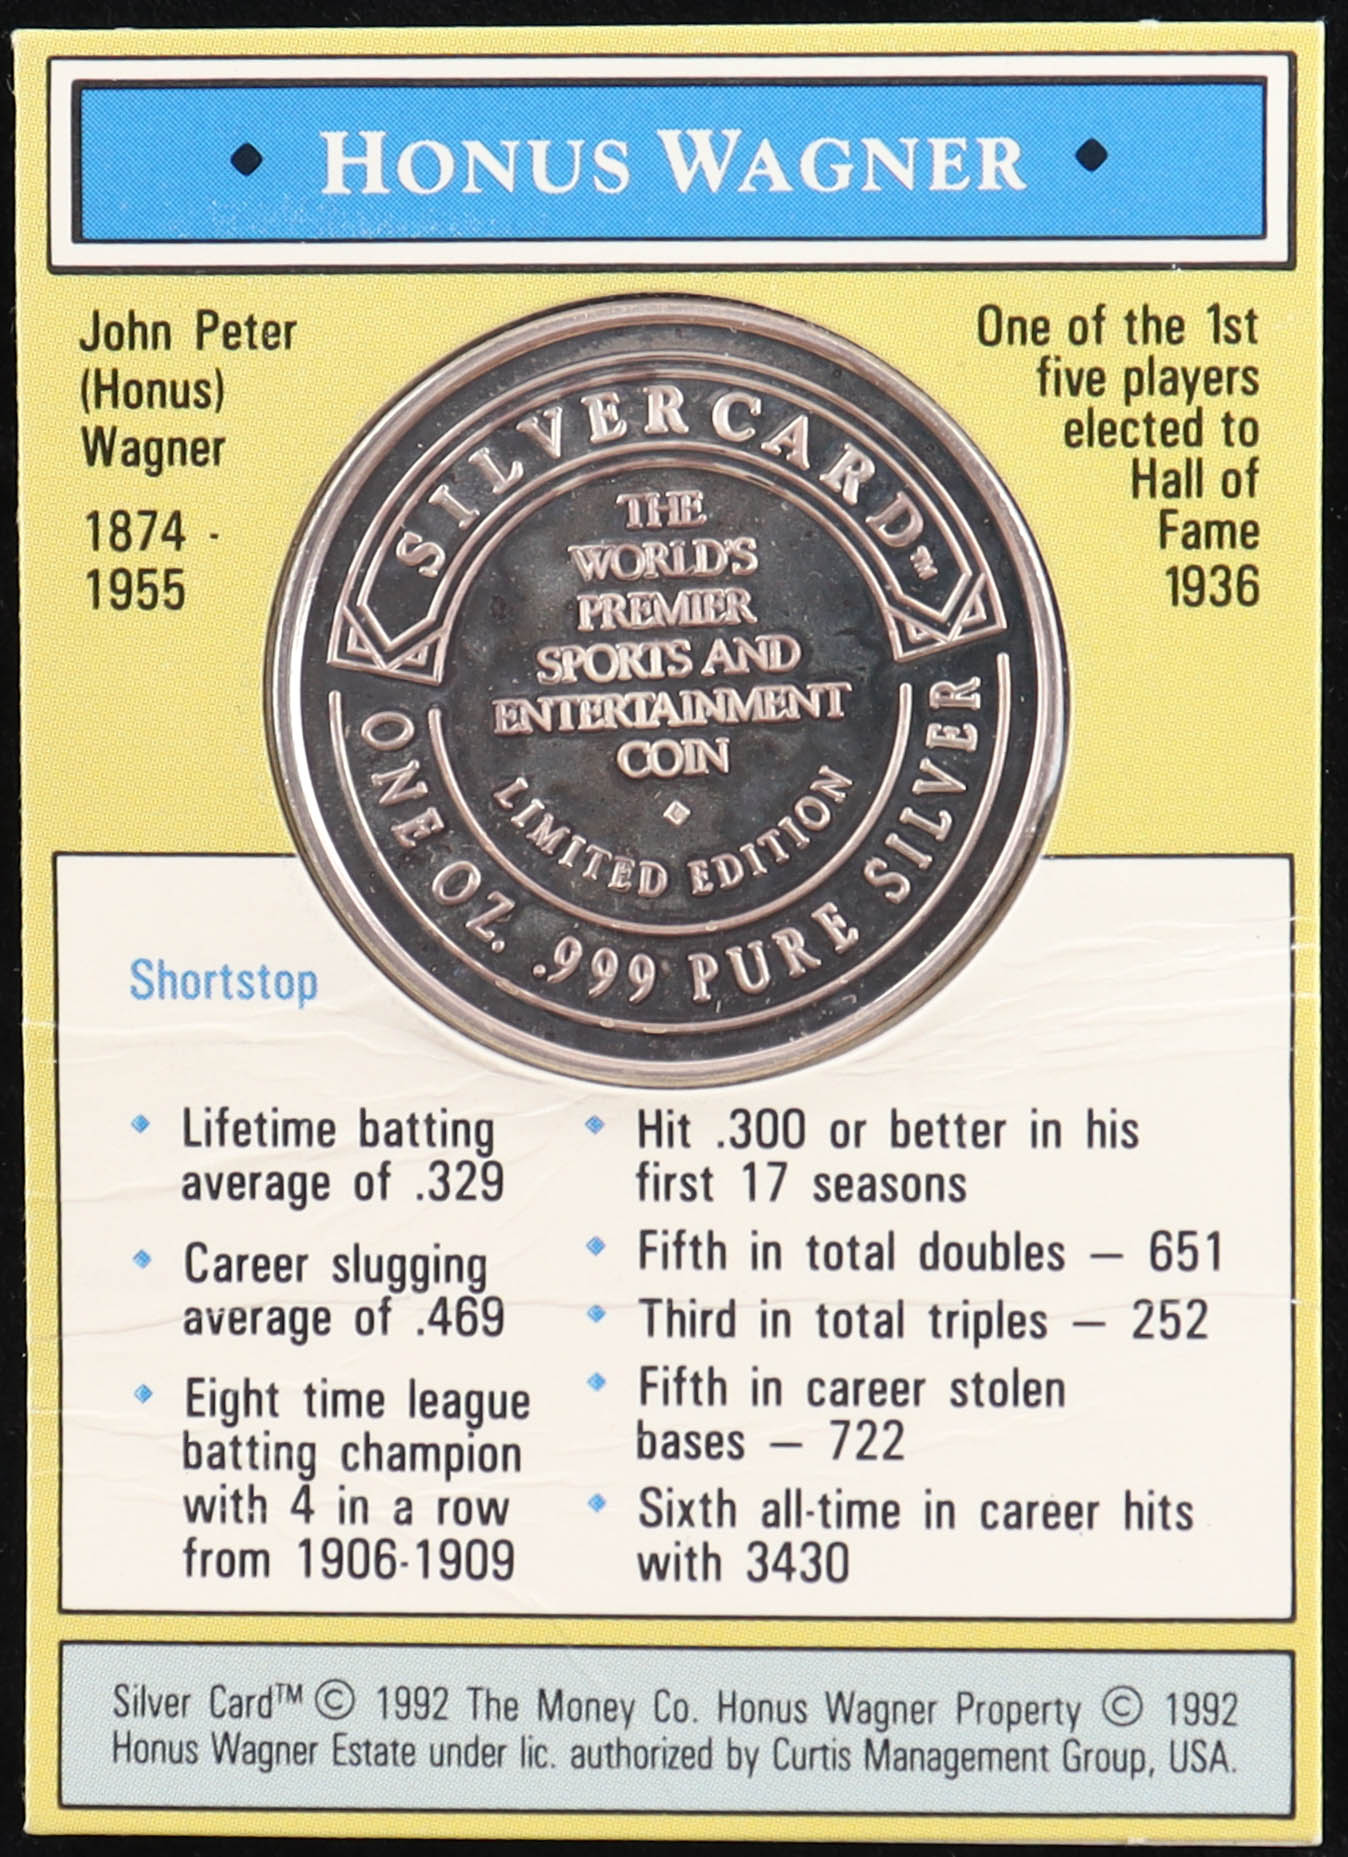 HONUS WAGNER
John Peter
(Honus)
Wagner
1874 -
1955
One of the 1st
five players
elected to
Hall of
Fame
1936
SILVERCARD™
THE
WORLD'S
PREMIER
SPORTS AND
ENTERTAINMENT
COIN
LIMITED EDITION
ONE OZ. .999 PURE SILVER
Shortstop
Lifetime batting
average of .329
Career slugging
average of .469
Eight time league
batting champion
with 4 in a row
from 1906-1909
Hit .300 or better in his
first 17 seasons
Fifth in total doubles — 651
Third in total triples — 252
Fifth in career stolen
bases — 722
Sixth all-time in career hits
with 3430
Silver Card™ © 1992 The Money Co. Honus Wagner Property © 1992
Honus Wagner Estate under lic. authorized by Curtis Management Group, USA.